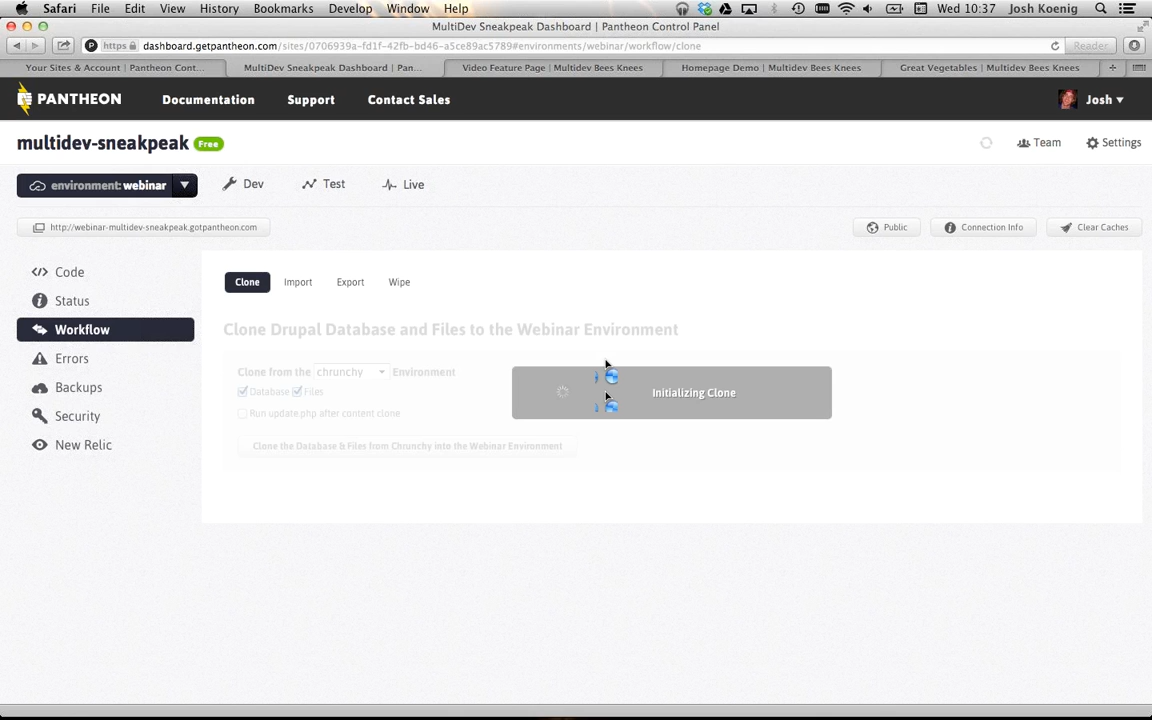 Safari File Edit View History Bookmarks Develop Window Help Wed 10:37 Josh Koenig
MultiDev Sneakpeak Dashboard | Pantheon Control Panel
https dashboard.getpantheon.com/sites/0706939a-fd1f-42fb-bd46-a5ce89ac5789#environments/webinar/workflow/clone Reader
Your Sites & Account | Pantheon Cont... MultiDev Sneakpeak Dashboard | Pan... Video Feature Page | Multidev Bees Knees Homepage Demo | Multidev Bees Knees Great Vegetables | Multidev Bees Knees
PANTHEON Documentation Support Contact Sales Josh
multidev-sneakpeak Free Team Settings
environment: webinar Dev Test Live
http://webinar-multidev-sneakpeak.gotpantheon.com Public Connection Info Clear Caches
Code
Status
Workflow
Errors
Backups
Security
New Relic
Clone Import Export Wipe
Clone Drupal Database and Files to the Webinar Environment
Clone from the chrunchy Environment
Database Files
Run update.php after content clone
Clone the Database & Files from Chrunchy into the Webinar Environment
Initializing Clone